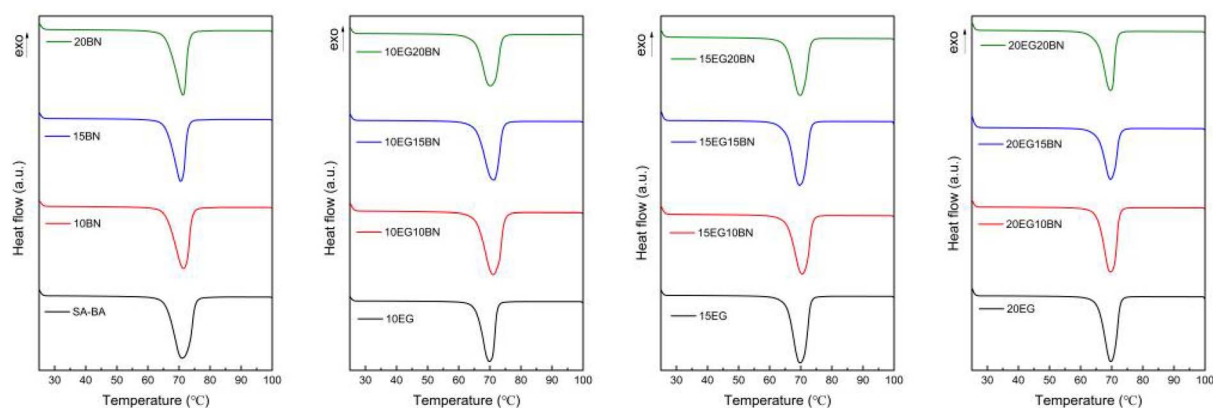 exo
20BN
15BN
10BN
SA-BA
Heat flow (a.u.)
30 40 50 60 70 80 90 100
Temperature (℃)
exo
10EG20BN
10EG15BN
10EG10BN
10EG
Heat flow (a.u.)
30 40 50 60 70 80 90 100
Temperature (℃)
exo
15EG20BN
15EG15BN
15EG10BN
15EG
Heat flow (a.u.)
30 40 50 60 70 80 90 100
Temperature (℃)
exo
20EG20BN
20EG15BN
20EG10BN
20EG
Heat flow (a.u.)
30 40 50 60 70 80 90 100
Temperature (℃)